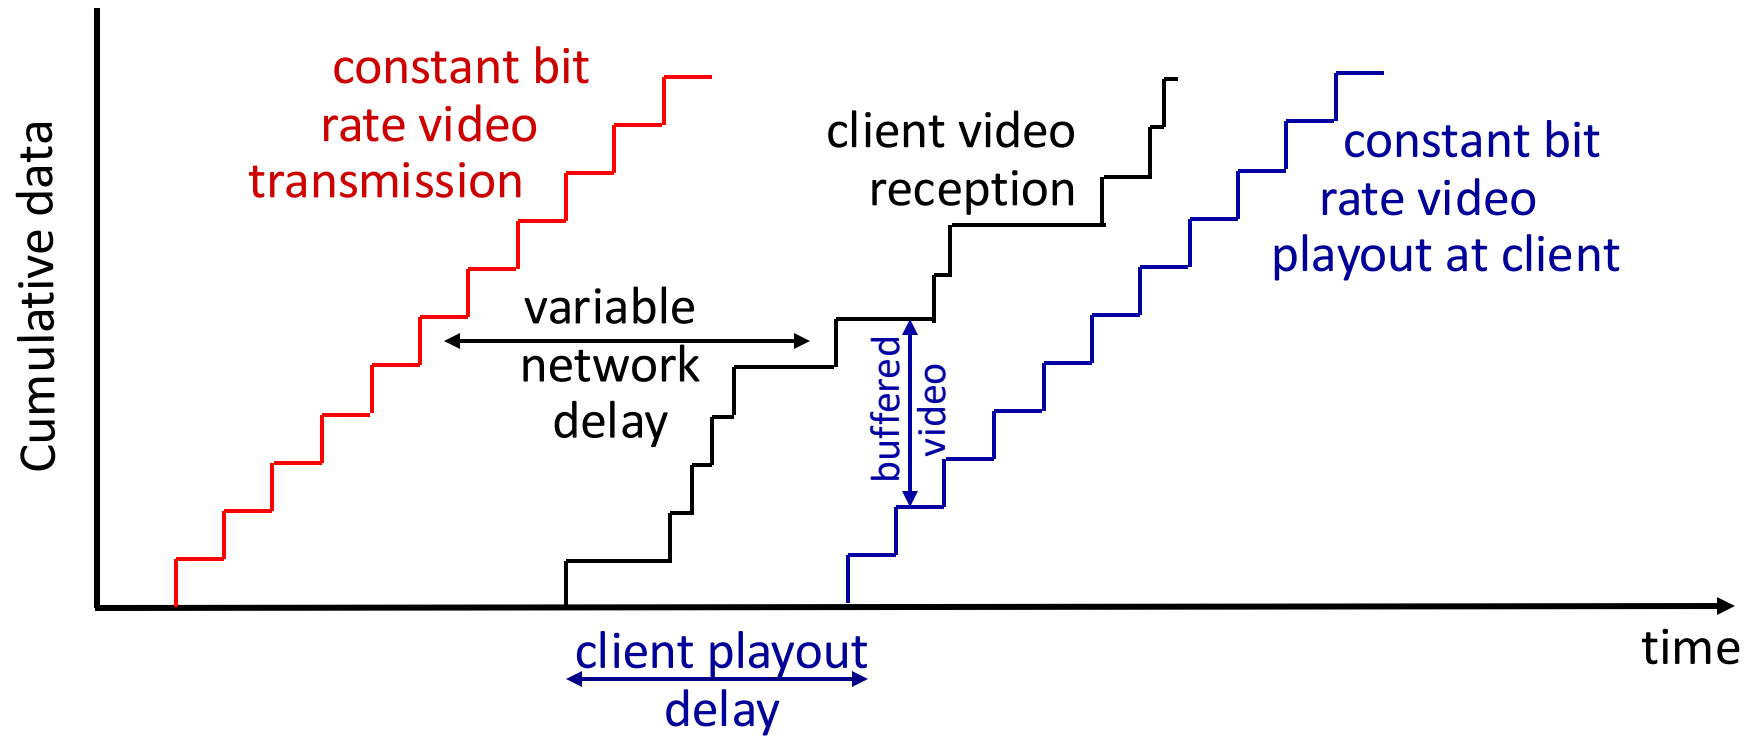 constant bit
rate video
transmission
client video
reception
constant bit
rate video
playout at client
Cumulative data
variable
network
delay
buffered
video
client playout
delay
time